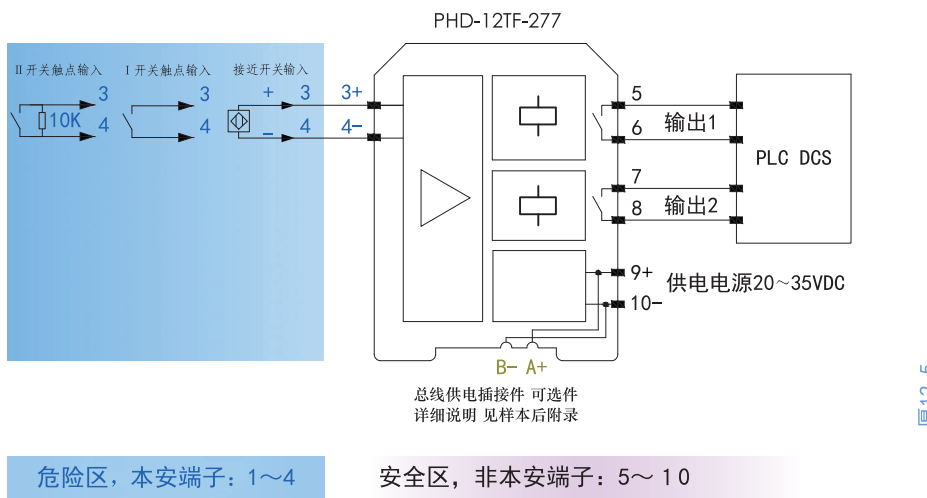 PHD-12TF-277
II开关触点输入 I开关触点输入 接近开关输入
3 3 + 3 3+
10K
4 4 - 4 4-
5
输出1
6
7
输出2
8
PLC DCS
9+
供电电源20～35VDC
10-
B- A+
总线供电插接件 可选件
详细说明 见样本后附录
危险区，本安端子：1～4
安全区，非本安端子：5～10